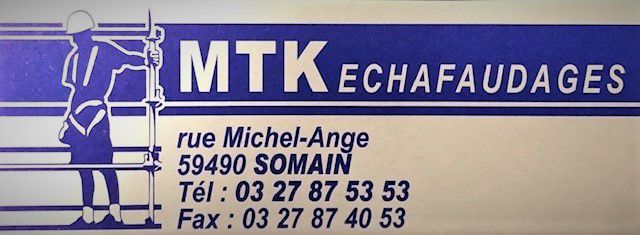 MTK ECHAFAUDAGES
rue Michel-Ange
59490 SOMAIN
Tél : 03 27 87 53 53
Fax : 03 27 87 40 53